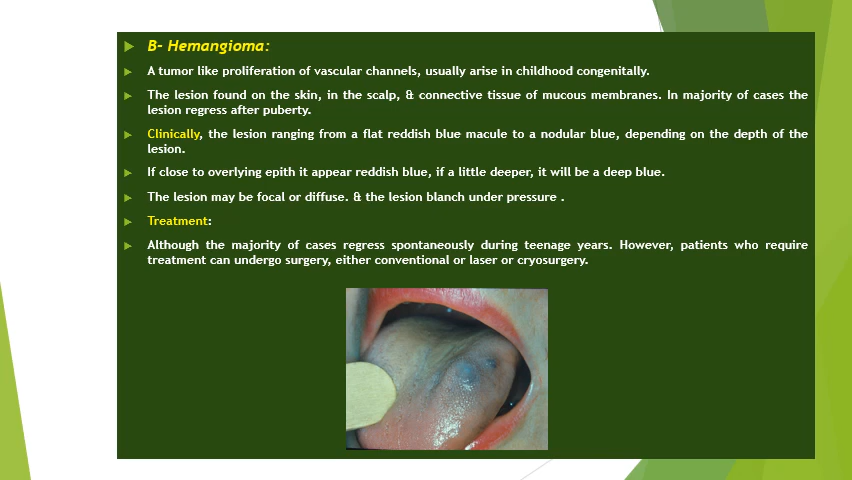 B- Hemangioma:
A tumor like proliferation of vascular channels, usually arise in childhood congenitally.
The lesion found on the skin, in the scalp, & connective tissue of mucous membranes. In majority of cases the
lesion regress after puberty.
Clinically, the lesion ranging from a flat reddish blue macule to a nodular blue, depending on the depth of the
lesion.
If close to overlying epith it appear reddish blue, if a little deeper, it will be a deep blue.
The lesion may be focal or diffuse. & the lesion blanch under pressure .
Treatment:
Although the majority of cases regress spontaneously during teenage years. However, patients who require
treatment can undergo surgery, either conventional or laser or cryosurgery.